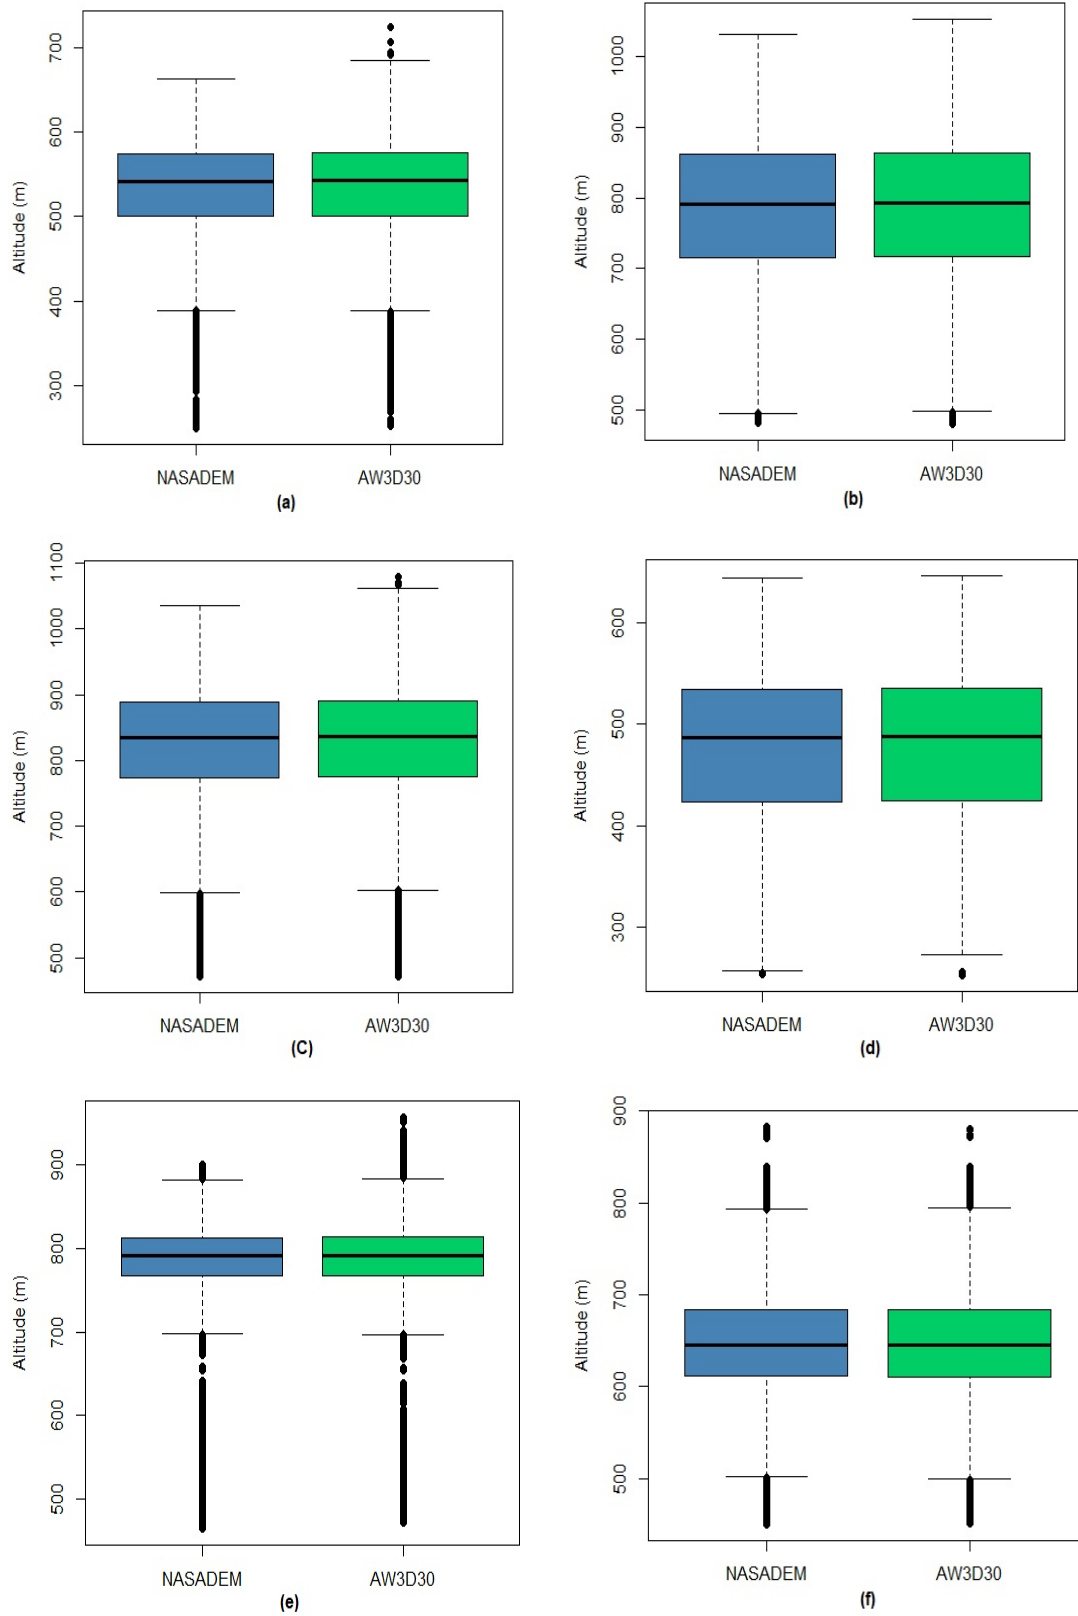 700
600
500
400
300
Altitude (m)
NASADEM
AW3D30
(a)
1000
900
800
700
600
500
Altitude (m)
NASADEM
AW3D30
(b)
1100
1000
900
800
700
600
500
Altitude (m)
NASADEM
AW3D30
(C)
600
500
400
300
Altitude (m)
NASADEM
AW3D30
(d)
900
800
700
600
500
Altitude (m)
NASADEM
AW3D30
(e)
900
800
700
600
500
Altitude (m)
NASADEM
AW3D30
(f)